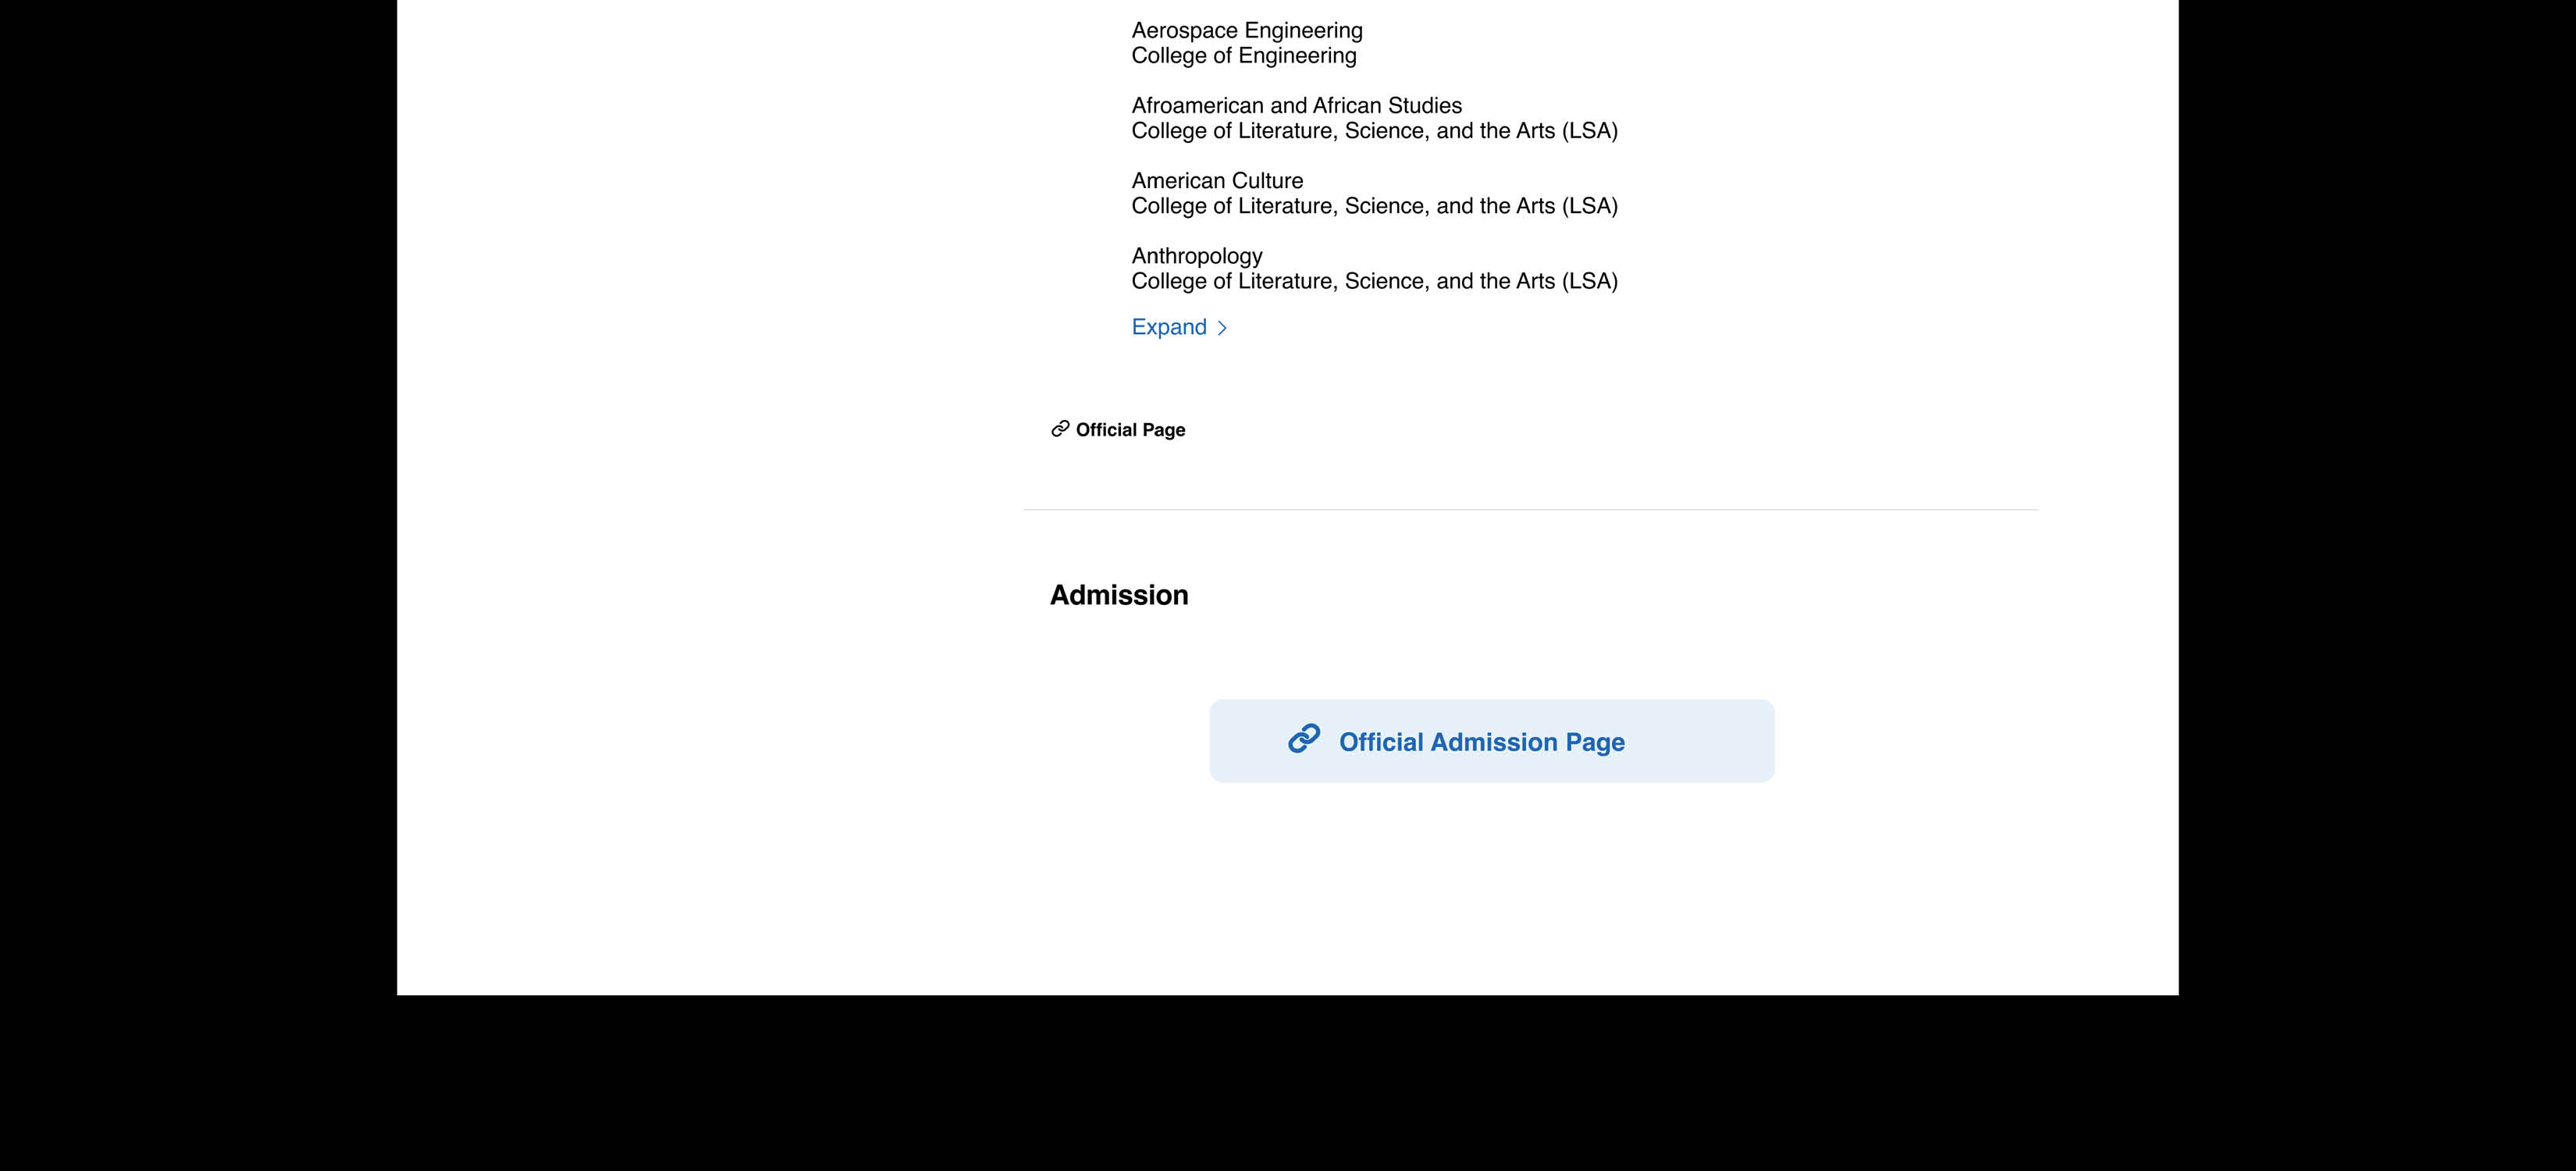 Aerospace Engineering
College of Engineering
Afroamerican and African Studies
College of Literature, Science, and the Arts (LSA)
American Culture
College of Literature, Science, and the Arts (LSA)
Anthropology
College of Literature, Science, and the Arts (LSA)
Expand >
Official Page
Admission
Official Admission Page